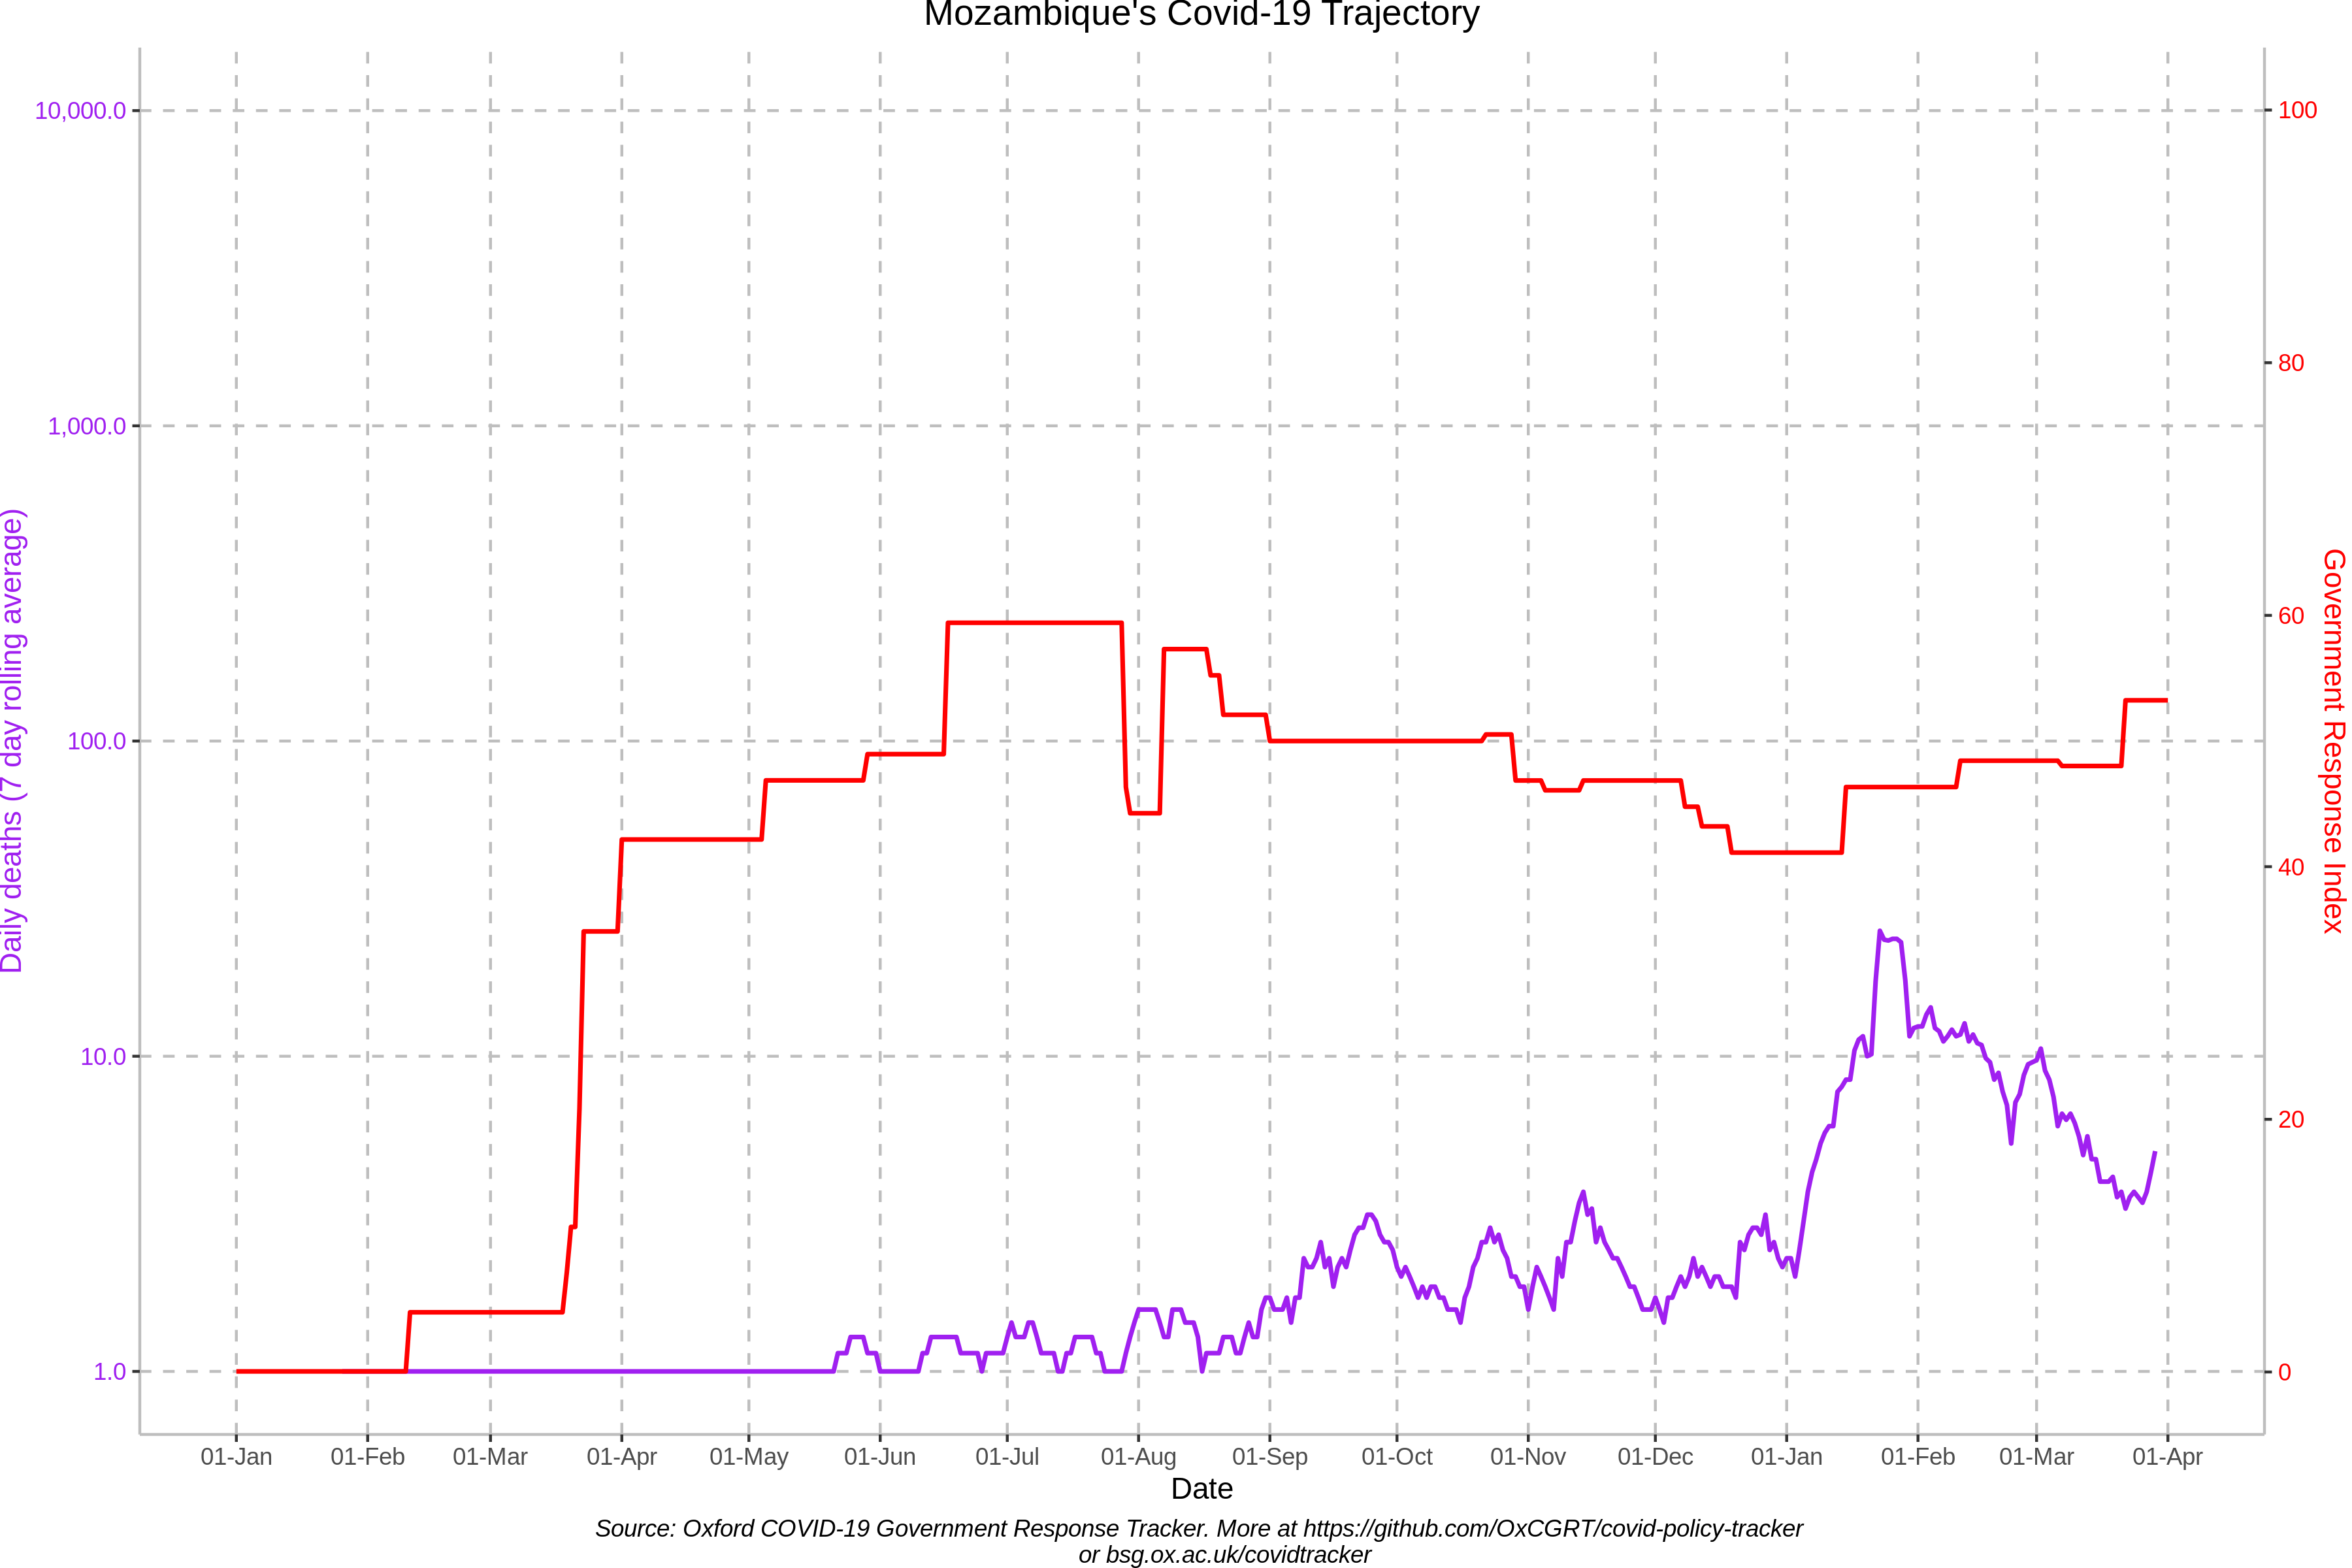 Mozambique's Covid-19 Trajectory
10,000.0
1,000.0
100.0
10.0
1.0
Daily deaths (7 day rolling average)
100
80
60
40
20
0
Government Response Index
01-Jan 01-Feb 01-Mar 01-Apr 01-May 01-Jun 01-Jul 01-Aug 01-Sep 01-Oct 01-Nov 01-Dec 01-Jan 01-Feb 01-Mar 01-Apr
Date
Source: Oxford COVID-19 Government Response Tracker. More at https://github.com/OxCGRT/covid-policy-tracker
or bsg.ox.ac.uk/covidtracker